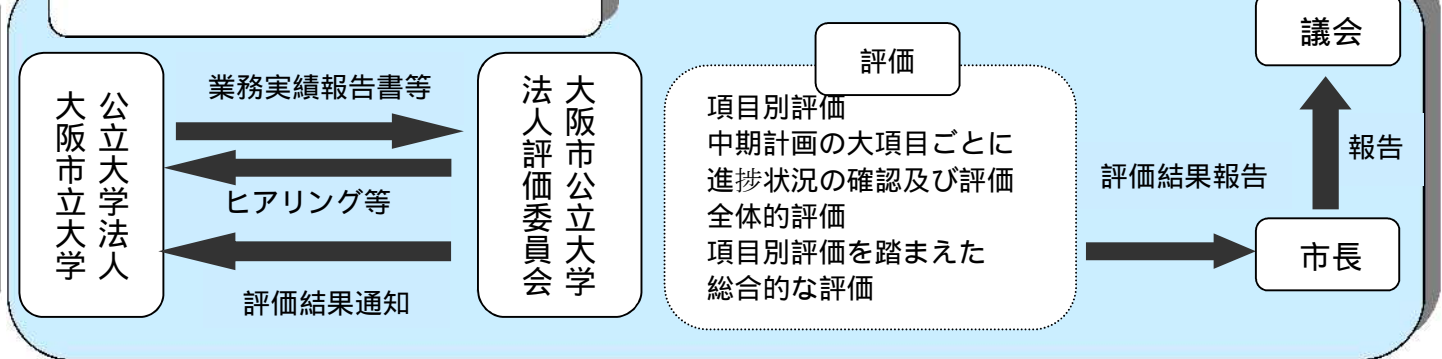 公立大学法人
大阪市立大学
業務実績報告書等
ヒアリング等
評価結果通知
大阪市公立大学
法人評価委員会
評価
項目別評価
中期計画の大項目ごとに
進捗状況の確認及び評価
全体的評価
項目別評価を踏まえた
総合的な評価
評価結果報告
議会
報告
市長